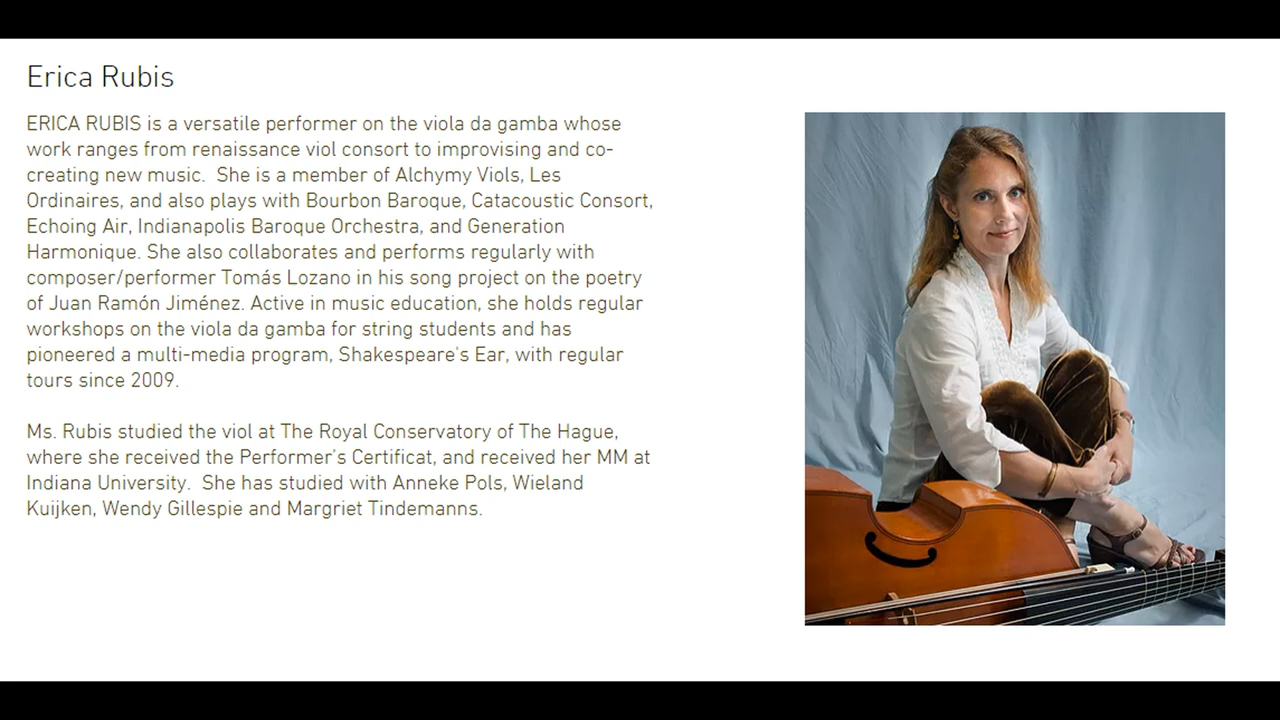 Erica Rubis
ERICA RUBIS is a versatile performer on the viola da gamba whose
work ranges from renaissance viol consort to improvising and co-
creating new music.  She is a member of Alchymy Viols, Les
Ordinaires, and also plays with Bourbon Baroque, Catacoustic Consort,
Echoing Air, Indianapolis Baroque Orchestra, and Generation
Harmonique. She also collaborates and performs regularly with
composer/performer Tomás Lozano in his song project on the poetry
of Juan Ramón Jiménez. Active in music education, she holds regular
workshops on the viola da gamba for string students and has
pioneered a multi-media program, Shakespeare's Ear, with regular
tours since 2009.
Ms. Rubis studied the viol at The Royal Conservatory of The Hague,
where she received the Performer's Certificat, and received her MM at
Indiana University.  She has studied with Anneke Pols, Wieland
Kuijken, Wendy Gillespie and Margriet Tindemanns.